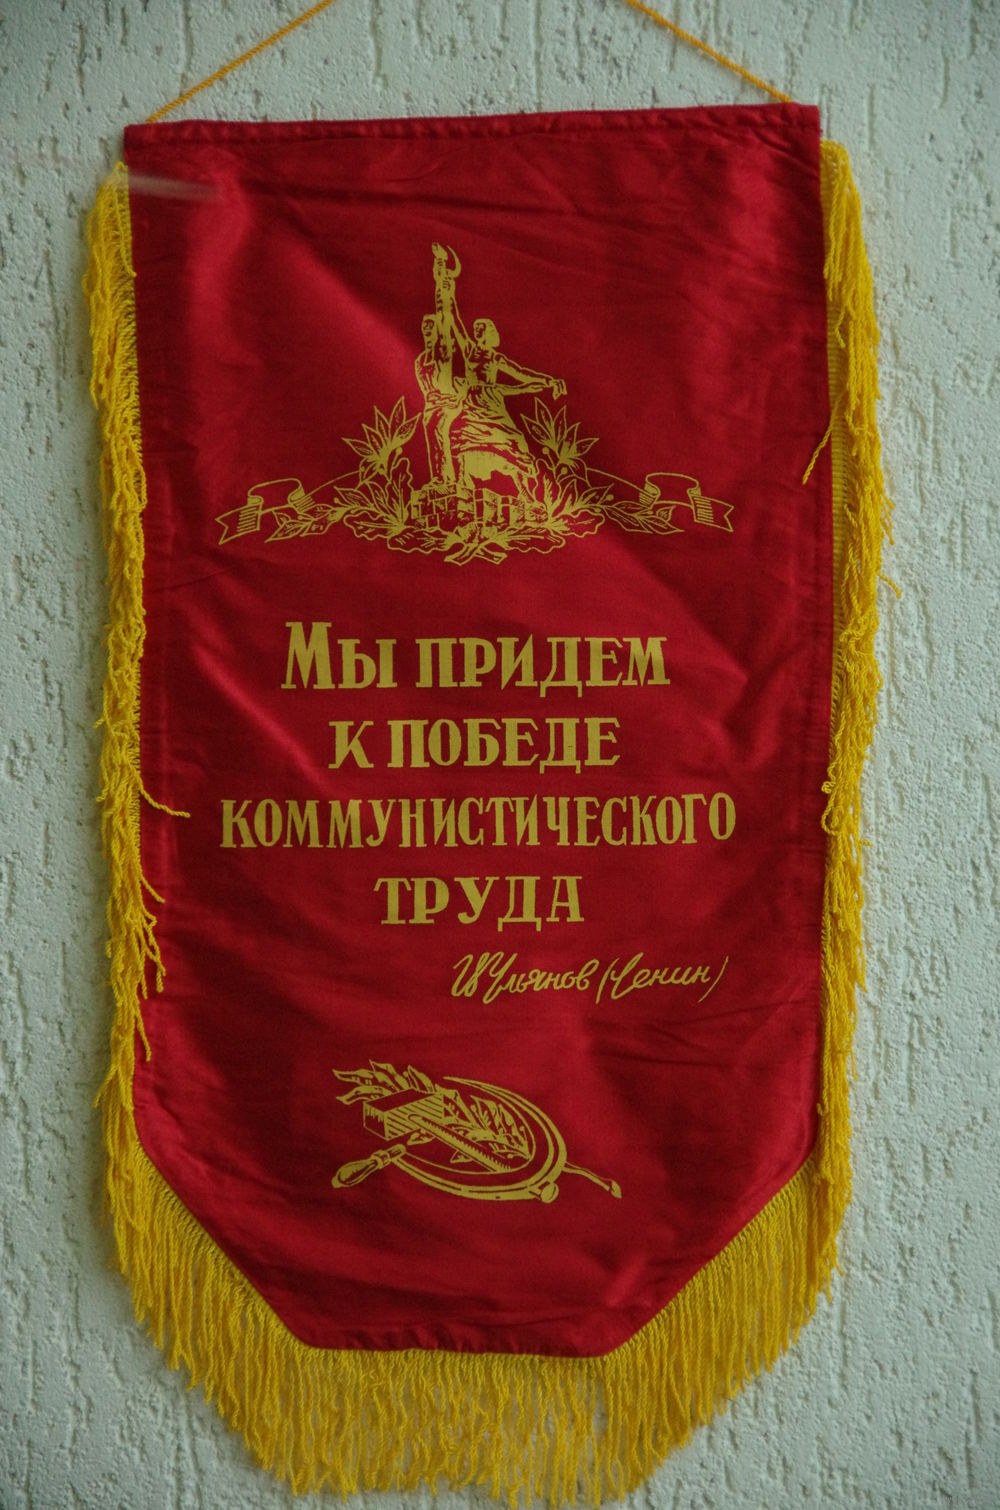 Мы придем
к победе
коммунистического
труда
В Ульянов (Ленин)